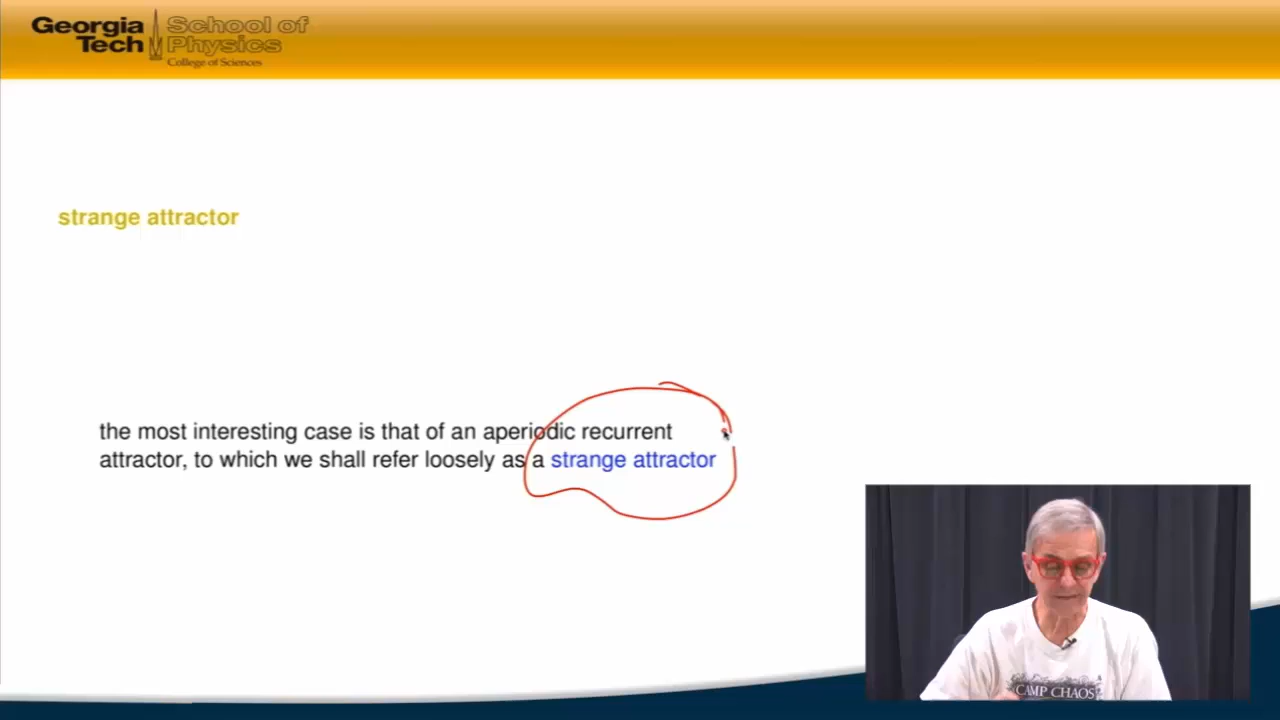 Georgia Tech
School of Physics
College of Sciences
strange attractor
the most interesting case is that of an aperiodic recurrent
attractor, to which we shall refer loosely as a strange attractor
CAMP CHAOS